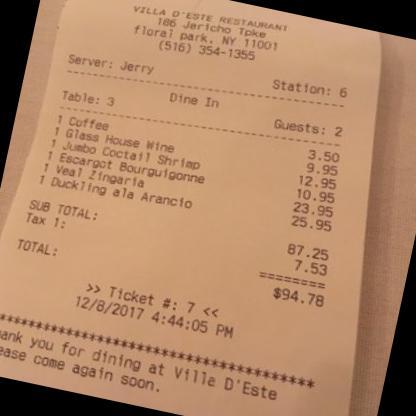 VILLA D'ESTE RESTAURANT
186 Jericho Tpke
floral park, NY 11001
(516) 354-1355
Server: Jerry Station: 6
Table: 3 Dine In Guests: 2
1 Coffee 3.50
1 Glass House Wine 9.95
1 Jumbo Coctail Shrimp 12.95
1 Escargot Bourguigonne 10.95
1 Veal Zingaria 23.95
1 Duckling ala Arancio 25.95
SUB TOTAL: 87.25
Tax 1: 7.53
========
TOTAL: $94.78
>> Ticket #: 7 <<
12/8/2017 4:44:05 PM
****************************************
ank you for dining at Villa D'Este
ease come again soon.